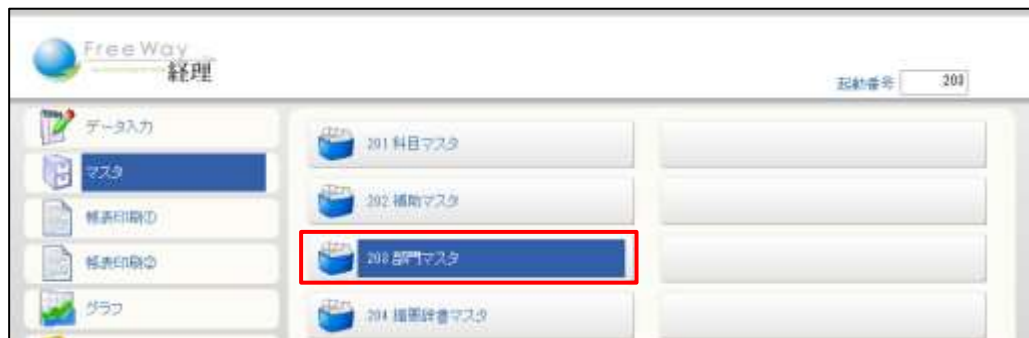 FreeWay
経理
起動番号 203
データ入力
マスタ
帳表印刷①
帳表印刷②
グラフ
201 科目マスタ
202 補助マスタ
203 部門マスタ
204 摘要辞書マスタ